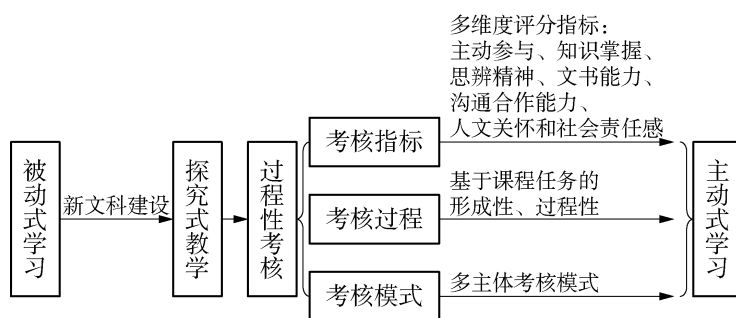 被动式学习
新文科建设
探究式教学
过程性考核
考核指标
多维度评分指标：
主动参与、知识掌握、
思辨精神、文书能力、
沟通合作能力、
人文关怀和社会责任感
考核过程
基于课程任务的
形成性、过程性
考核模式
多主体考核模式
主动式学习